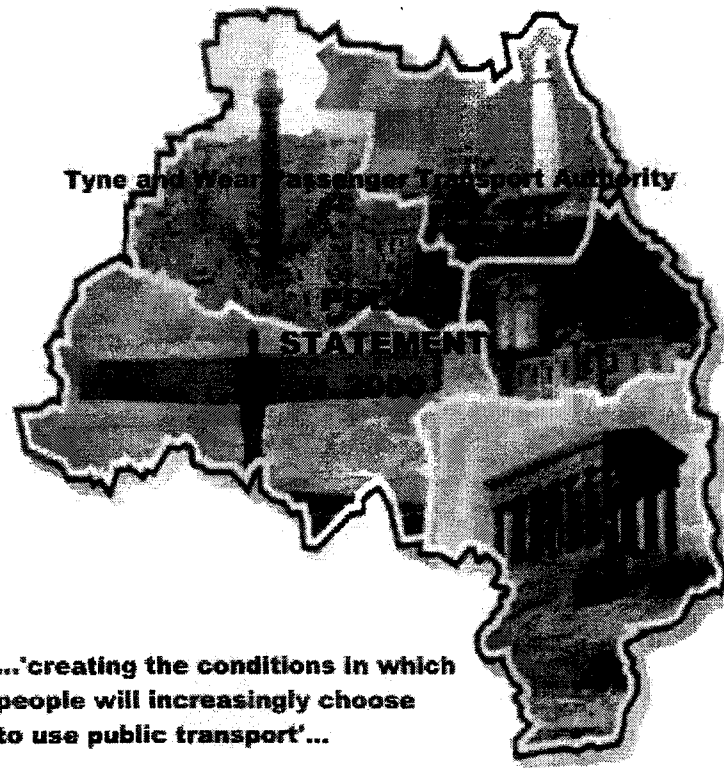 Tyne and Wear Passenger Transport Authority
STATEMENT
...'creating the conditions in which
people will increasingly choose
to use public transport'...